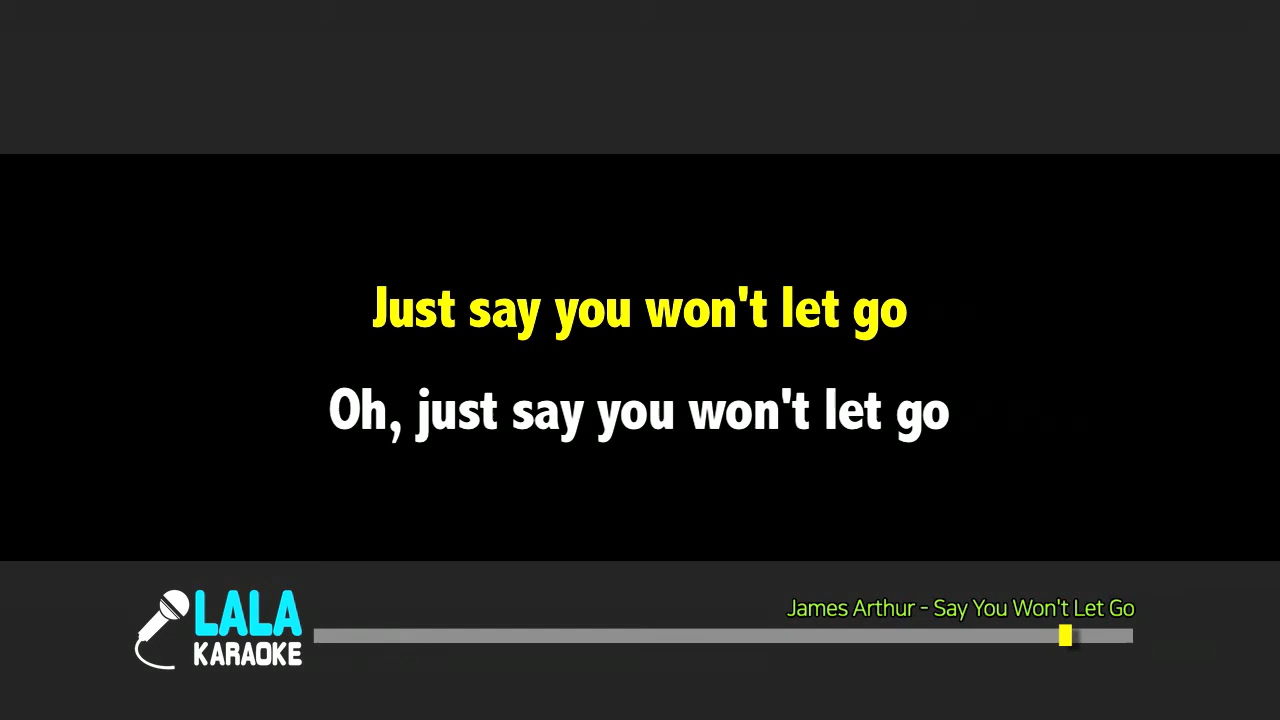 Just say you won't let go
Oh, just say you won't let go
James Arthur - Say You Won't Let Go
LALA
KARAOKE